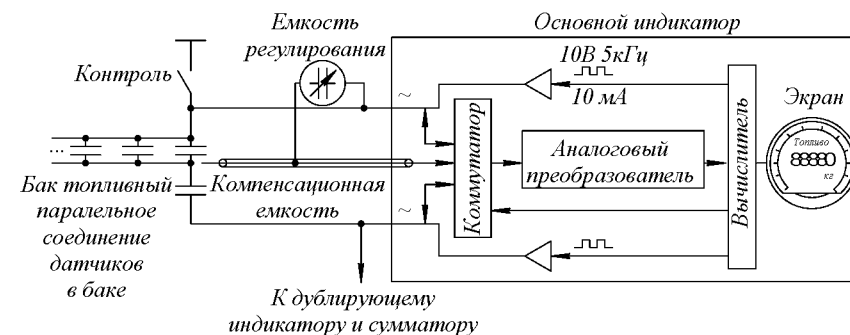 Емкость
регулирования
Основной индикатор
Контроль
~
10В 5кГц
10 мА
Экран
Топливо
88880
кг
...
Коммутатор
Аналоговый
преобразователь
Вычислитель
Бак топливный
паралельное
соединение
датчиков
в баке
Компенсационная
емкость
~
К дублирующему
индикатору и сумматору